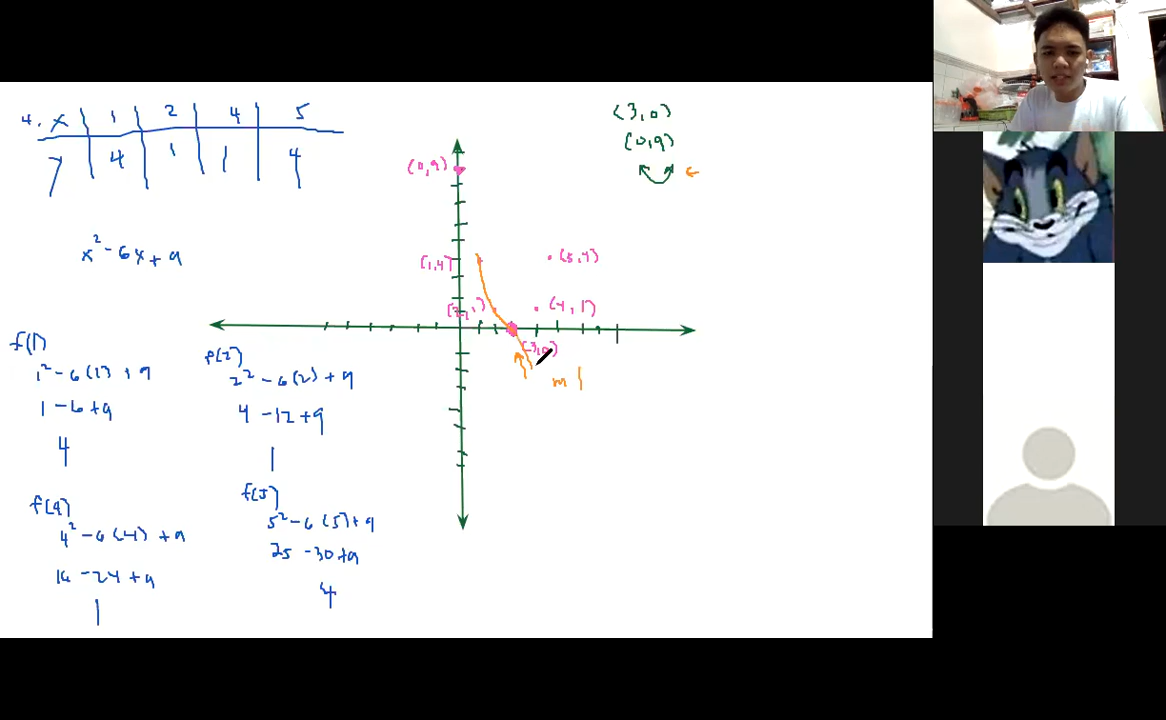 4. x 1 2 4 5
y 4 1 1 4
x² - 6x + 9
f(1)
1² - 6(1) + 9
1 - 6 + 9
4
f(2)
2² - 6(2) + 9
4 - 12 + 9
1
f(4)
4² - 6(4) + 9
16 - 24 + 9
1
f(5)
5² - 6(5) + 9
25 - 30 + 9
4
(3,0)
(0,9)
(0,9)
(1,4)
(5,4)
(2,1)
(4,1)
(3,0)